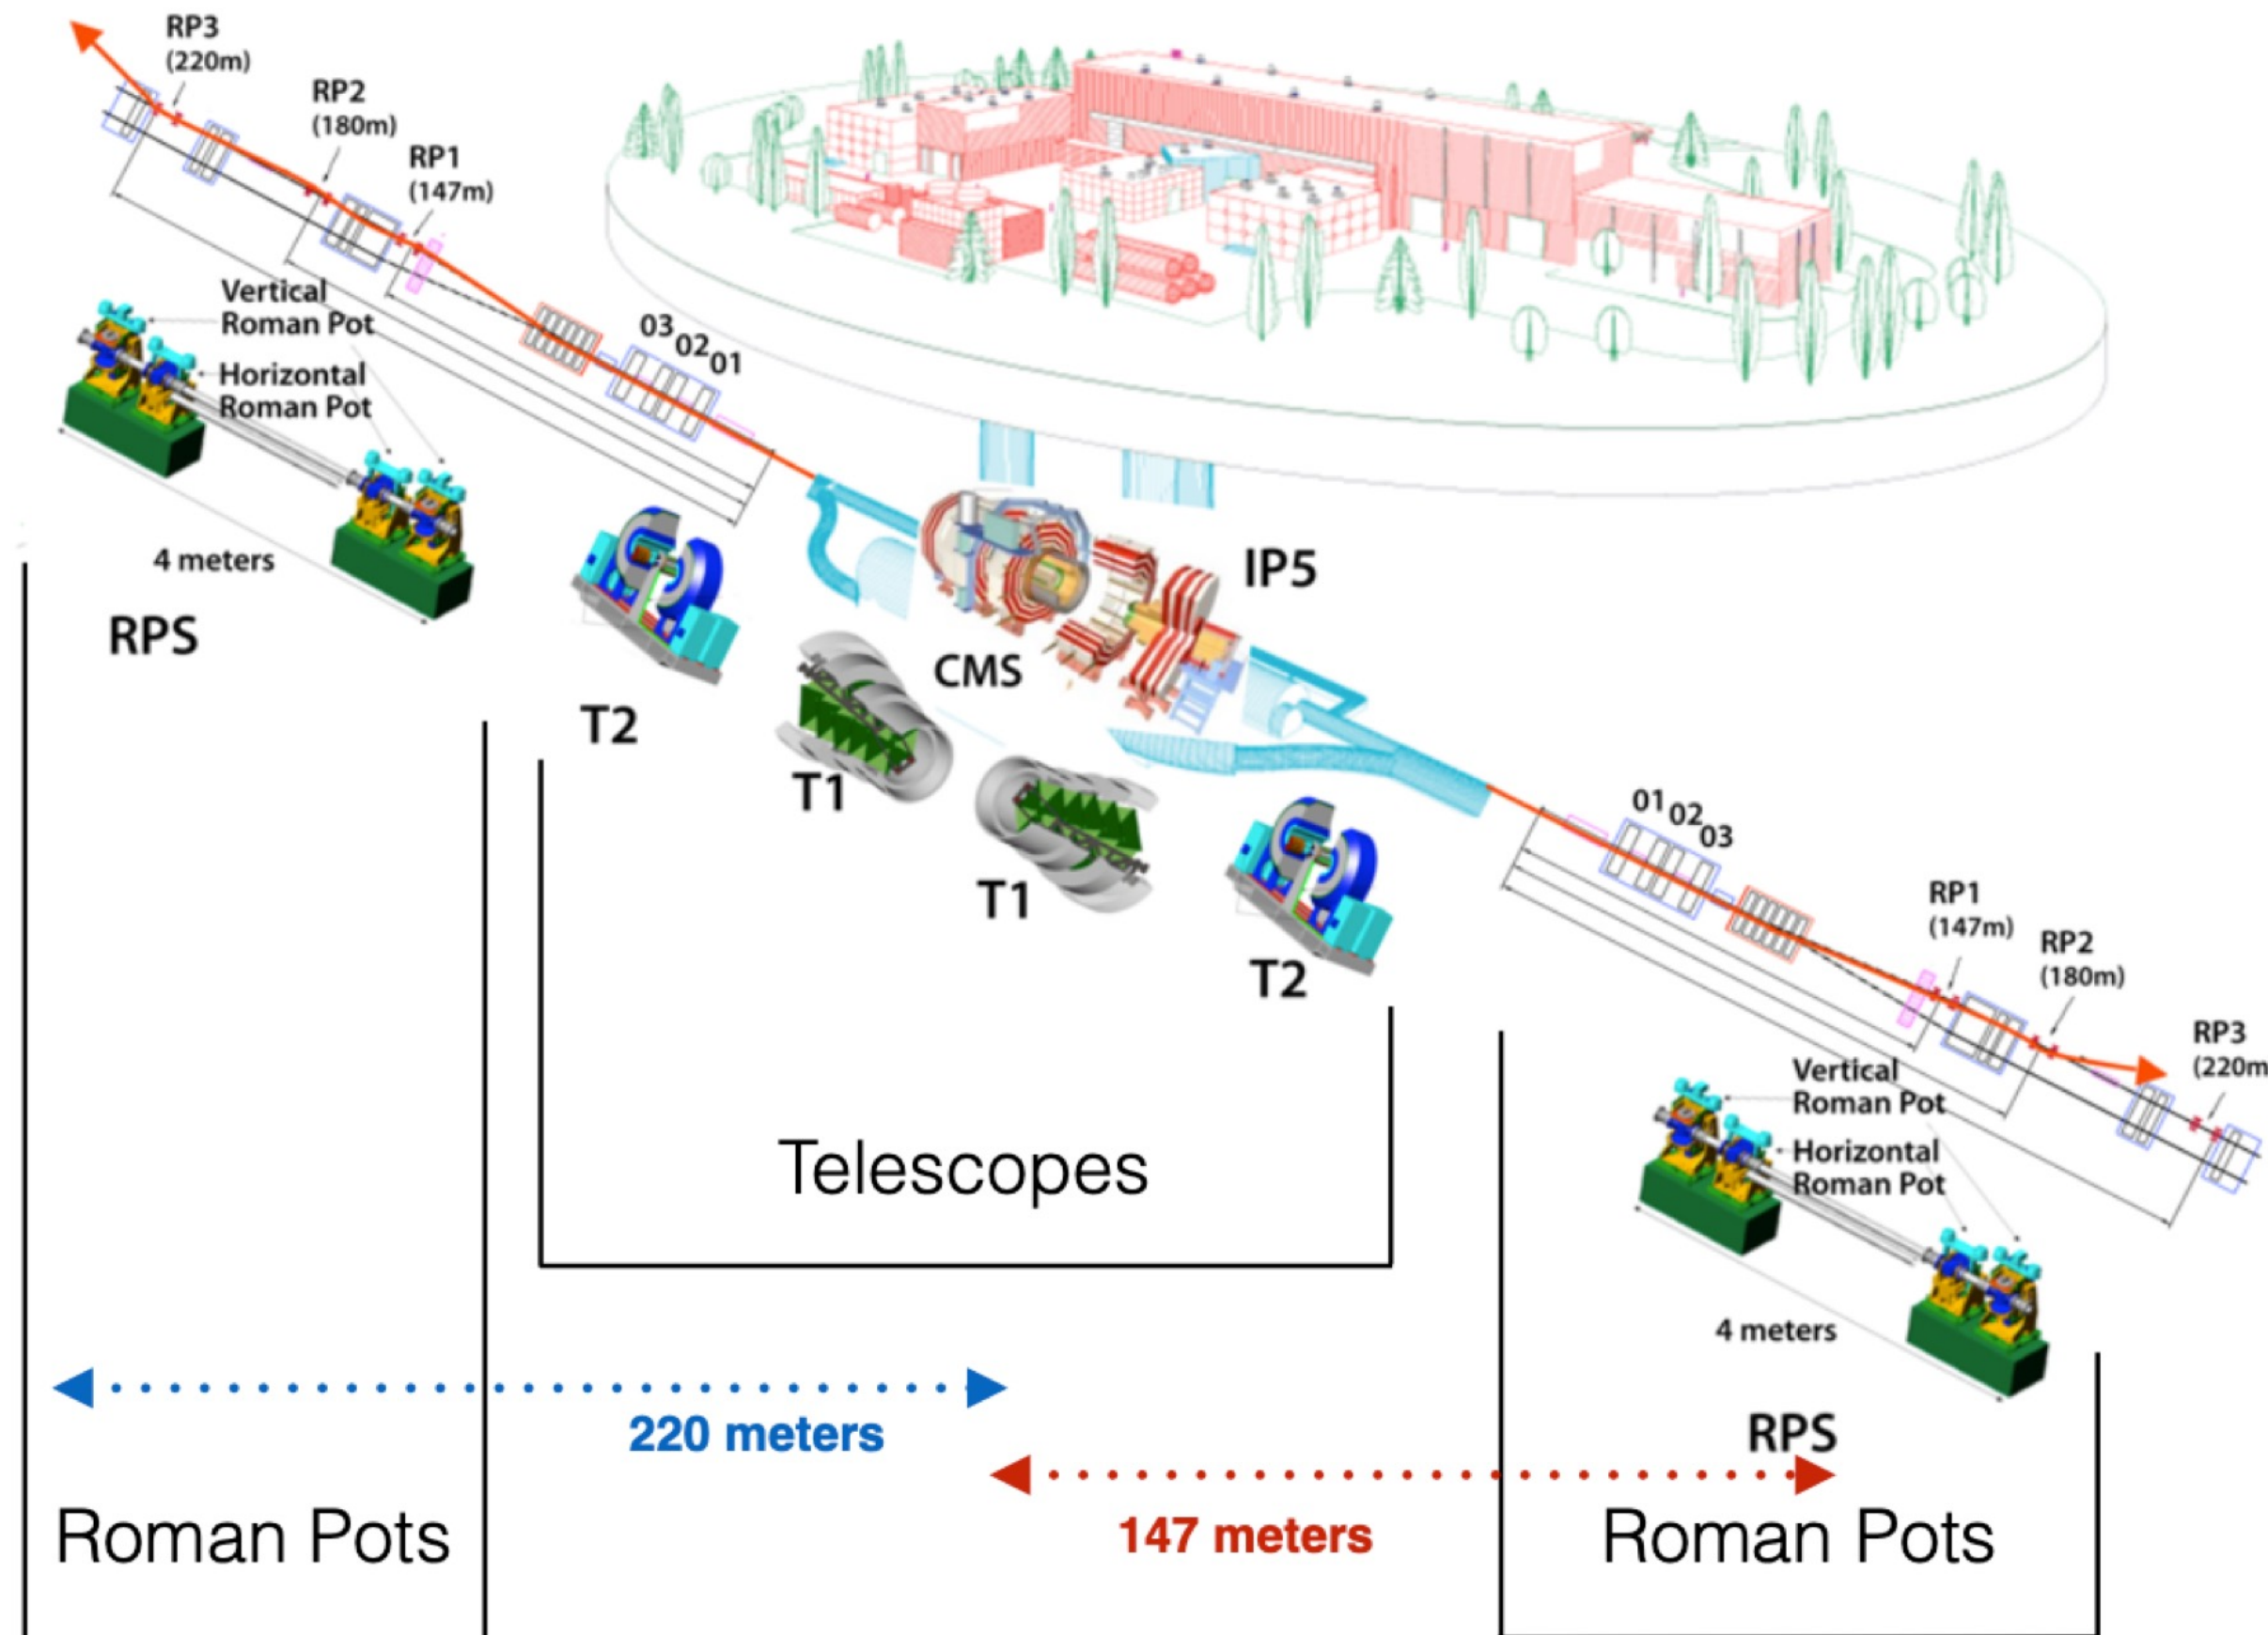 RP3
(220m)
RP2
(180m)
RP1
(147m)
Vertical
Roman Pot
Horizontal
Roman Pot
03
02
01
4 meters
RPS
T2
T1
CMS
IP5
T1
T2
01
02
03
RP1
(147m)
RP2
(180m)
RP3
(220m
Vertical
Roman Pot
Horizontal
Roman Pot
4 meters
RPS
Telescopes
220 meters
147 meters
Roman Pots
Roman Pots